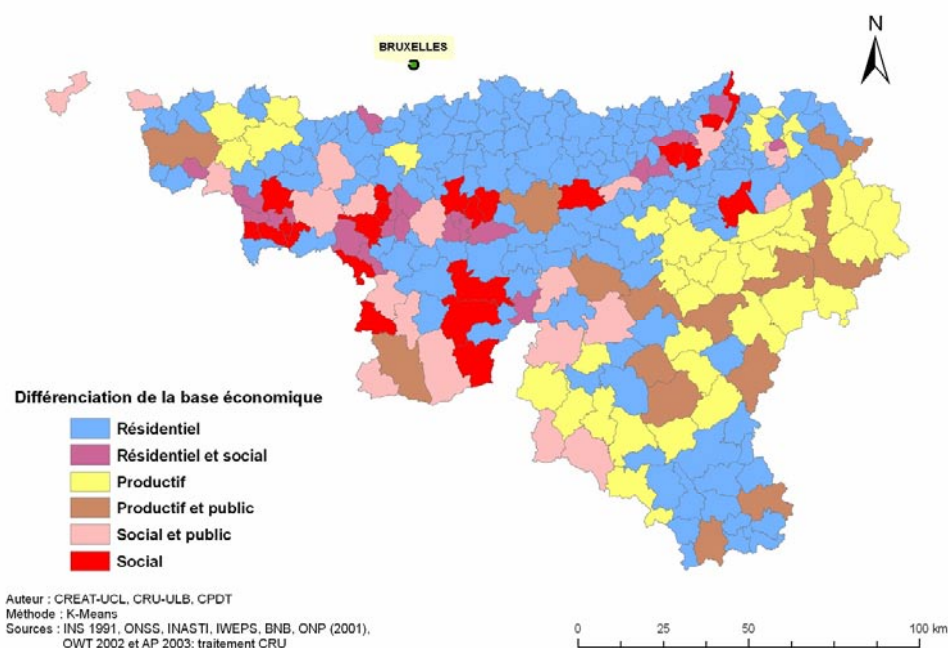 N
BRUXELLES
Différenciation de la base économique
Résidentiel
Résidentiel et social
Productif
Productif et public
Social et public
Social
Auteur : CREAT-UCL, CRU-ULB, CPDT
Méthode : K-Means
Sources : INS 1991, ONSS, INASTI, IWEPS, BNB, ONP (2001),
OWT 2002 et AP 2003; traitement CRU
0 25 50 100 km